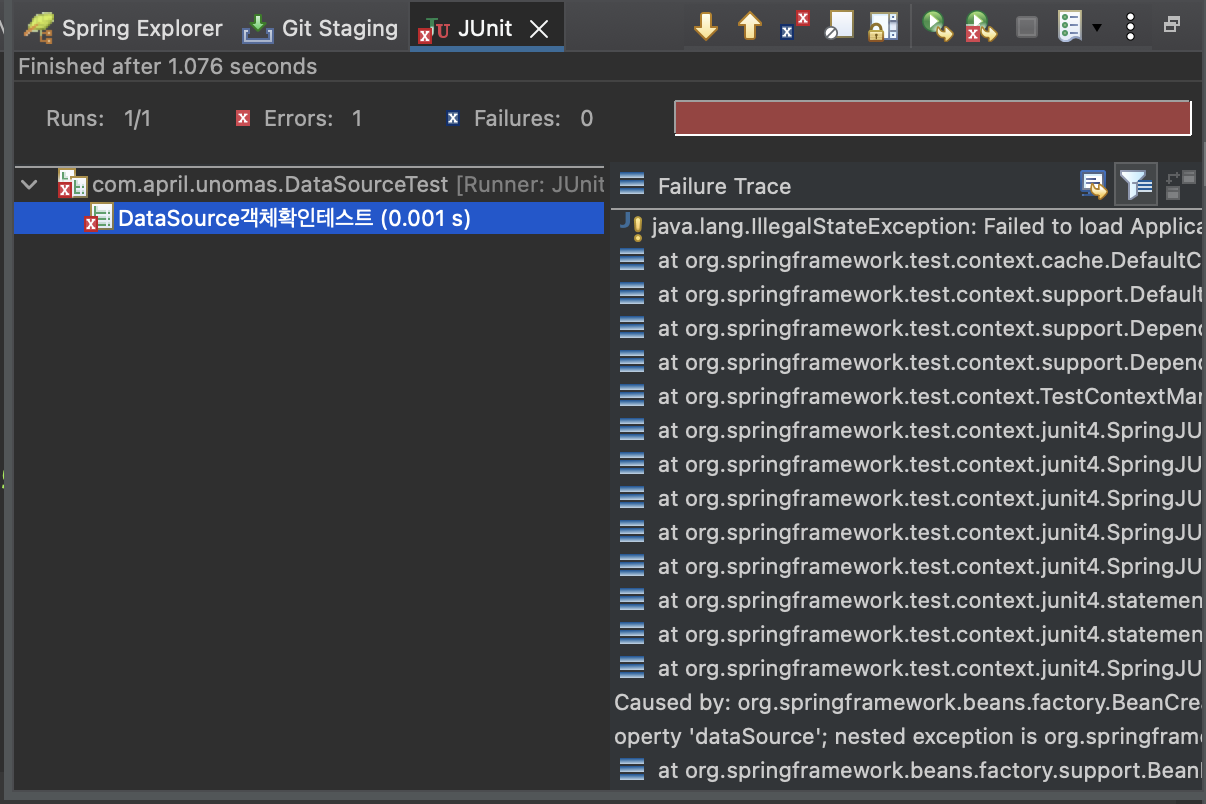 Spring Explorer Git Staging JUnit
Finished after 1.076 seconds
Runs: 1/1 Errors: 1 Failures: 0
com.april.unomas.DataSourceTest [Runner: JUnit
DataSource객체확인테스트 (0.001 s)
Failure Trace
java.lang.IllegalStateException: Failed to load Applica
at org.springframework.test.context.cache.DefaultC
at org.springframework.test.context.support.Default
at org.springframework.test.context.support.Depend
at org.springframework.test.context.support.Depend
at org.springframework.test.context.TestContextMan
at org.springframework.test.context.junit4.SpringJU
at org.springframework.test.context.junit4.SpringJU
at org.springframework.test.context.junit4.SpringJU
at org.springframework.test.context.junit4.SpringJU
at org.springframework.test.context.junit4.SpringJU
at org.springframework.test.context.junit4.statemen
at org.springframework.test.context.junit4.statemen
at org.springframework.test.context.junit4.SpringJU
Caused by: org.springframework.beans.factory.BeanCrea
operty 'dataSource'; nested exception is org.springframe
at org.springframework.beans.factory.support.Bean